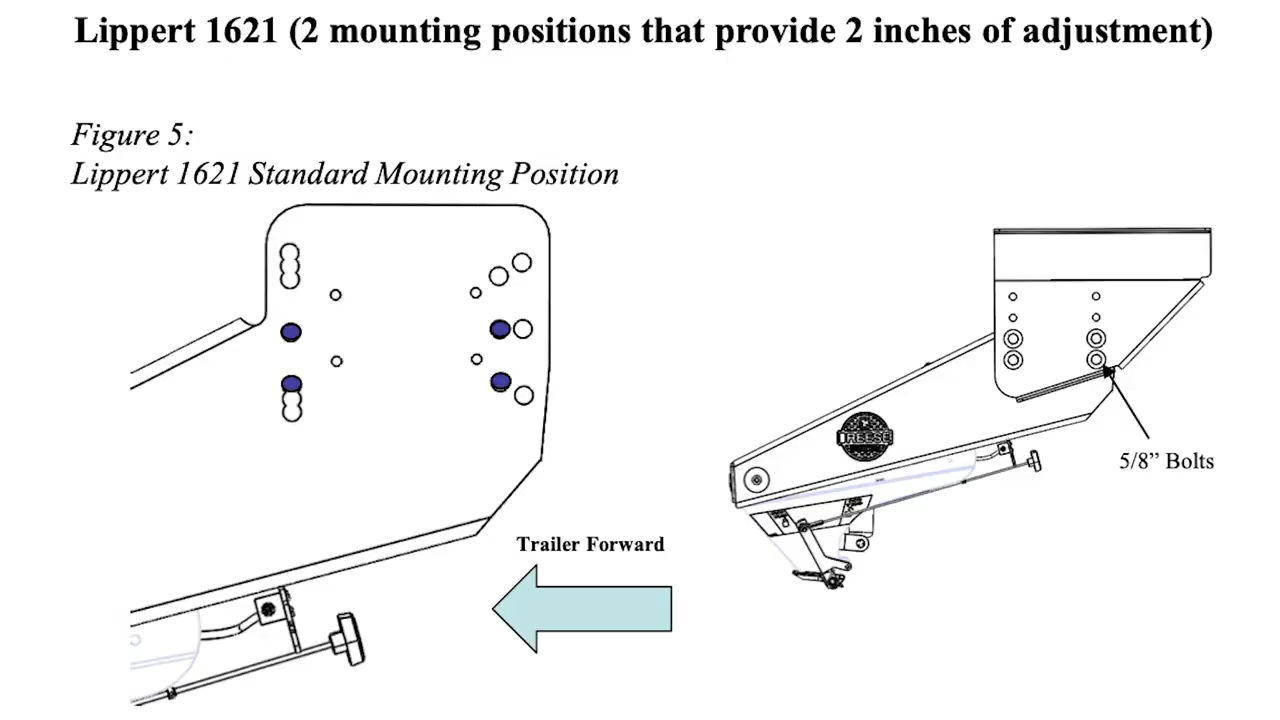 Lippert 1621 (2 mounting positions that provide 2 inches of adjustment)
Figure 5:
Lippert 1621 Standard Mounting Position
REESE
5/8” Bolts
Trailer Forward